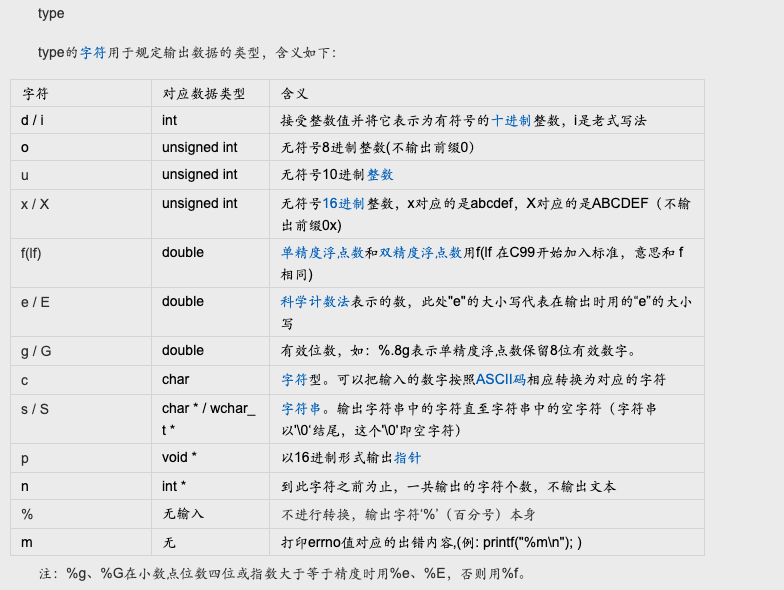 type
type的字符用于规定输出数据的类型，含义如下：
字符 对应数据类型 含义
d / i int 接受整数值并将它表示为有符号的十进制整数，i是老式写法
o unsigned int 无符号8进制整数(不输出前缀0）
u unsigned int 无符号10进制整数
x / X unsigned int 无符号16进制整数，x对应的是abcdef，X对应的是ABCDEF（不输
出前缀0x)
f(lf) double 单精度浮点数和双精度浮点数用f(lf 在C99开始加入标准，意思和 f
相同)
e / E double 科学计数法表示的数，此处"e"的大小写代表在输出时用的“e”的大小
写
g / G double 有效位数，如：%.8g表示单精度浮点数保留8位有效数字。
c char 字符型。可以把输入的数字按照ASCII码相应转换为对应的字符
s / S char * / wchar_ 字符串。输出字符串中的字符直至字符串中的空字符（字符串
t * 以'\0‘结尾，这个'\0'即空字符）
p void * 以16进制形式输出指针
n int * 到此字符之前为止，一共输出的字符个数，不输出文本
% 无输入 不进行转换，输出字符‘%’（百分号）本身
m 无 打印errno值对应的出错内容,(例: printf("%m\n"); )
注：%g、%G在小数点位数四位或指数大于等于精度时用%e、%E，否则用%f。